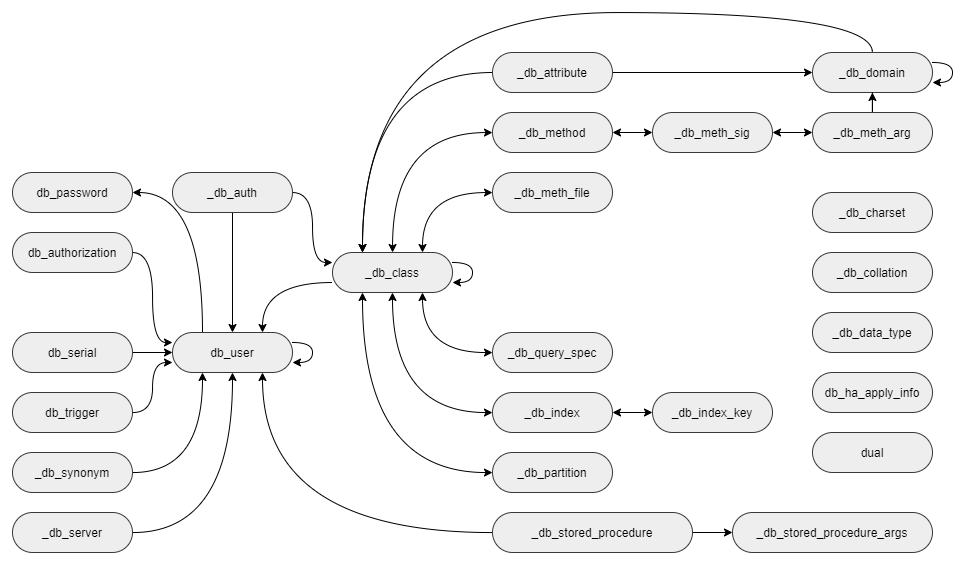 _db_attribute
_db_domain
_db_method
_db_meth_sig
_db_meth_arg
db_password
_db_auth
_db_meth_file
_db_charset
db_authorization
_db_class
_db_collation
db_serial
db_user
_db_query_spec
_db_data_type
db_trigger
_db_index
_db_index_key
db_ha_apply_info
_db_synonym
_db_partition
dual
_db_server
_db_stored_procedure
_db_stored_procedure_args